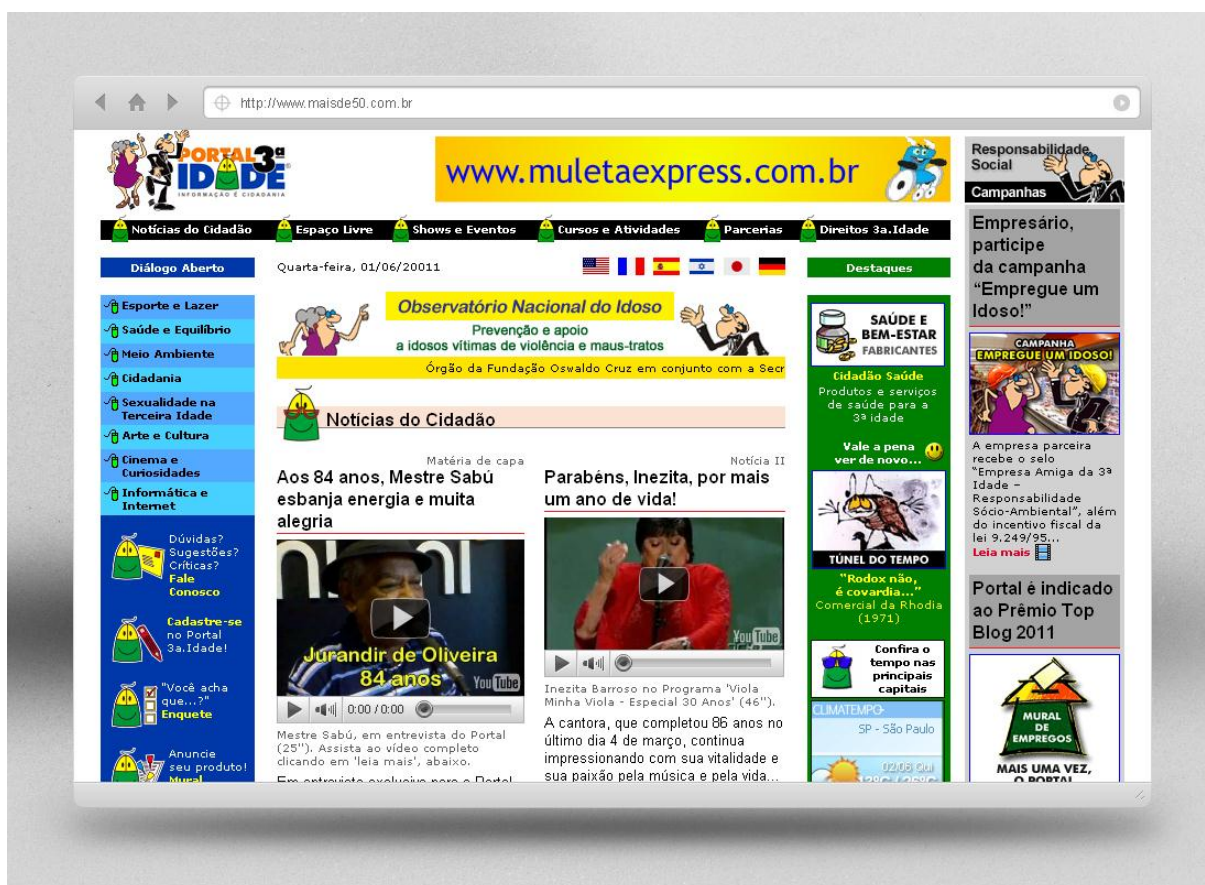 http://www.maisde50.com.br
PORTAL 3ª
IDADE
INFORMAÇÃO E CIDADANIA
www.muletaexpress.com.br
Responsabilidade
Social
Campanhas
Notícias do Cidadão
Espaço Livre
Shows e Eventos
Cursos e Atividades
Parcerias
Direitos 3a.Idade
Diálogo Aberto
Esporte e Lazer
Saúde e Equilíbrio
Meio Ambiente
Cidadania
Sexualidade na
Terceira Idade
Arte e Cultura
Cinema e
Curiosidades
Informática e
Internet
Dúvidas?
Sugestões?
Críticas?
Fale
Conosco
Cadastre-se
no Portal
3a.Idade!
"Você acha
que...?"
Enquete
Anuncie
seu produto!
Mural
Quarta-feira, 01/06/20011
Observatório Nacional do Idoso
Prevenção e apoio
a idosos vítimas de violência e maus-tratos
Órgão da Fundação Oswaldo Cruz em conjunto com a Secr
Noticias do Cidadão
Matéria de capa
Aos 84 anos, Mestre Sabú
esbanja energia e muita
alegria
Jurandir de Oliveira
84 anos
YouTube
0:00 / 0:00
Mestre Sabú, em entrevista do Portal
(25"). Assista ao vídeo completo
clicando em 'leia mais', abaixo.
Em entrevista exclusiva para o Portal
Notícia II
Parabéns, Inezita, por mais
um ano de vida!
YouTube
Inezita Barroso no Programa 'Viola
Minha Viola - Especial 30 Anos' (46").
A cantora, que completou 86 anos no
último dia 4 de março, continua
impressionando com sua vitalidade e
sua paixão pela música e pela vida...
Destaques
SAÚDE E
BEM-ESTAR
FABRICANTES
Cidadão Saúde
Produtos e serviços
de saúde para a
3ª idade
Vale a pena
ver de novo...
TÚNEL DO TEMPO
"Rodox não,
é covardia..."
Comercial da Rhodia
(1971)
Confira o
tempo nas
principais
capitais
CLIMATEMPO
SP - São Paulo
02/06 Qui
Empresário,
participe
da campanha
“Empregue um
Idoso!”
CAMPANHA
EMPREGUE UM IDOSO!
A empresa parceira
recebe o selo
“Empresa Amiga da 3ª
Idade –
Responsabilidade
Sócio-Ambiental”, além
do incentivo fiscal da
lei 9.249/95...
Leia mais
Portal é indicado
ao Prêmio Top
Blog 2011
MURAL
DE
EMPREGOS
MAIS UMA VEZ,
O PORTAL